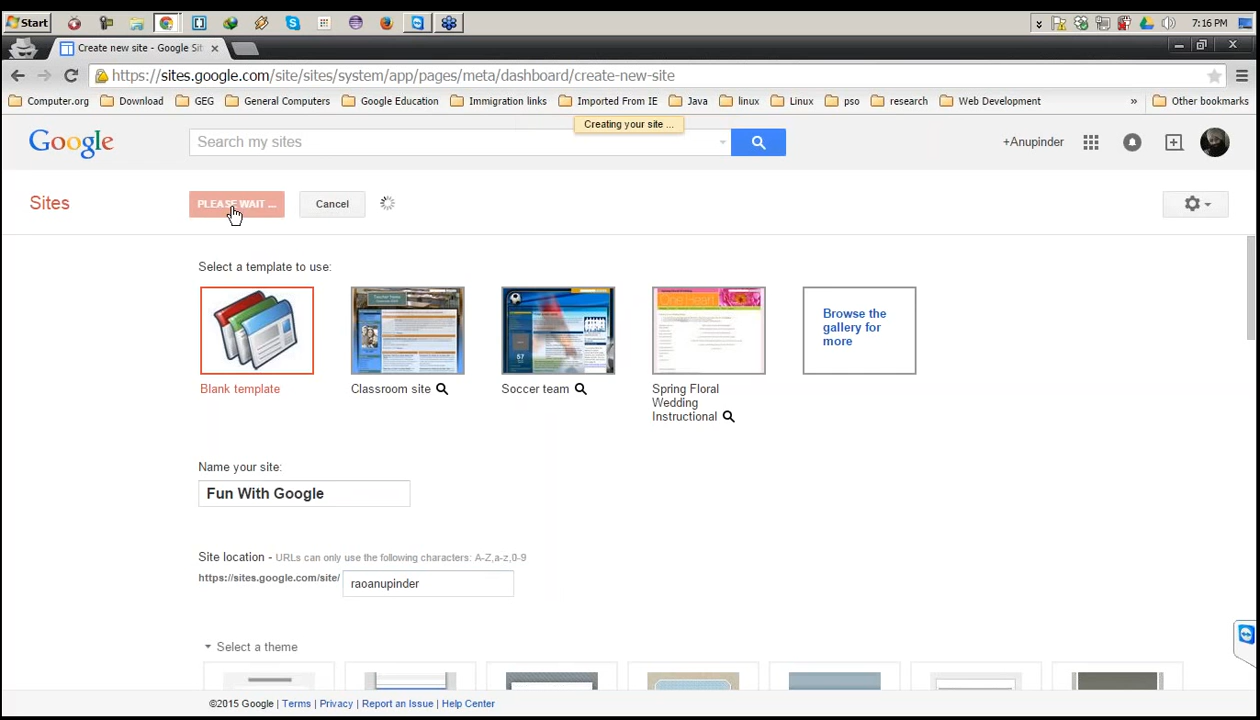 Start
7:16 PM
Create new site - Google Sit
https://sites.google.com/site/sites/system/app/pages/meta/dashboard/create-new-site
Computer.org Download GEG General Computers Google Education Immigration links Imported From IE Java linux Linux pso research Web Development » Other bookmarks
Creating your site ...
Google Search my sites +Anupinder
Sites PLEASE WAIT ... Cancel
Select a template to use:
Browse the
gallery for
more
Blank template Classroom site Soccer team Spring Floral
Wedding
Instructional
Name your site:
Fun With Google
Site location - URLs can only use the following characters: A-Z,a-z,0-9
https://sites.google.com/site/ raoanupinder
Select a theme
©2015 Google | Terms | Privacy | Report an Issue | Help Center